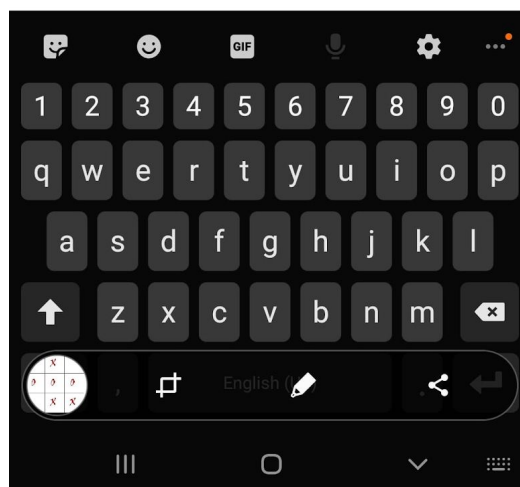 GIF
1 2 3 4 5 6 7 8 9 0
q w e r t y u i o p
a s d f g h j k l
z x c v b n m
, English ( ) .
x
o o o
x x